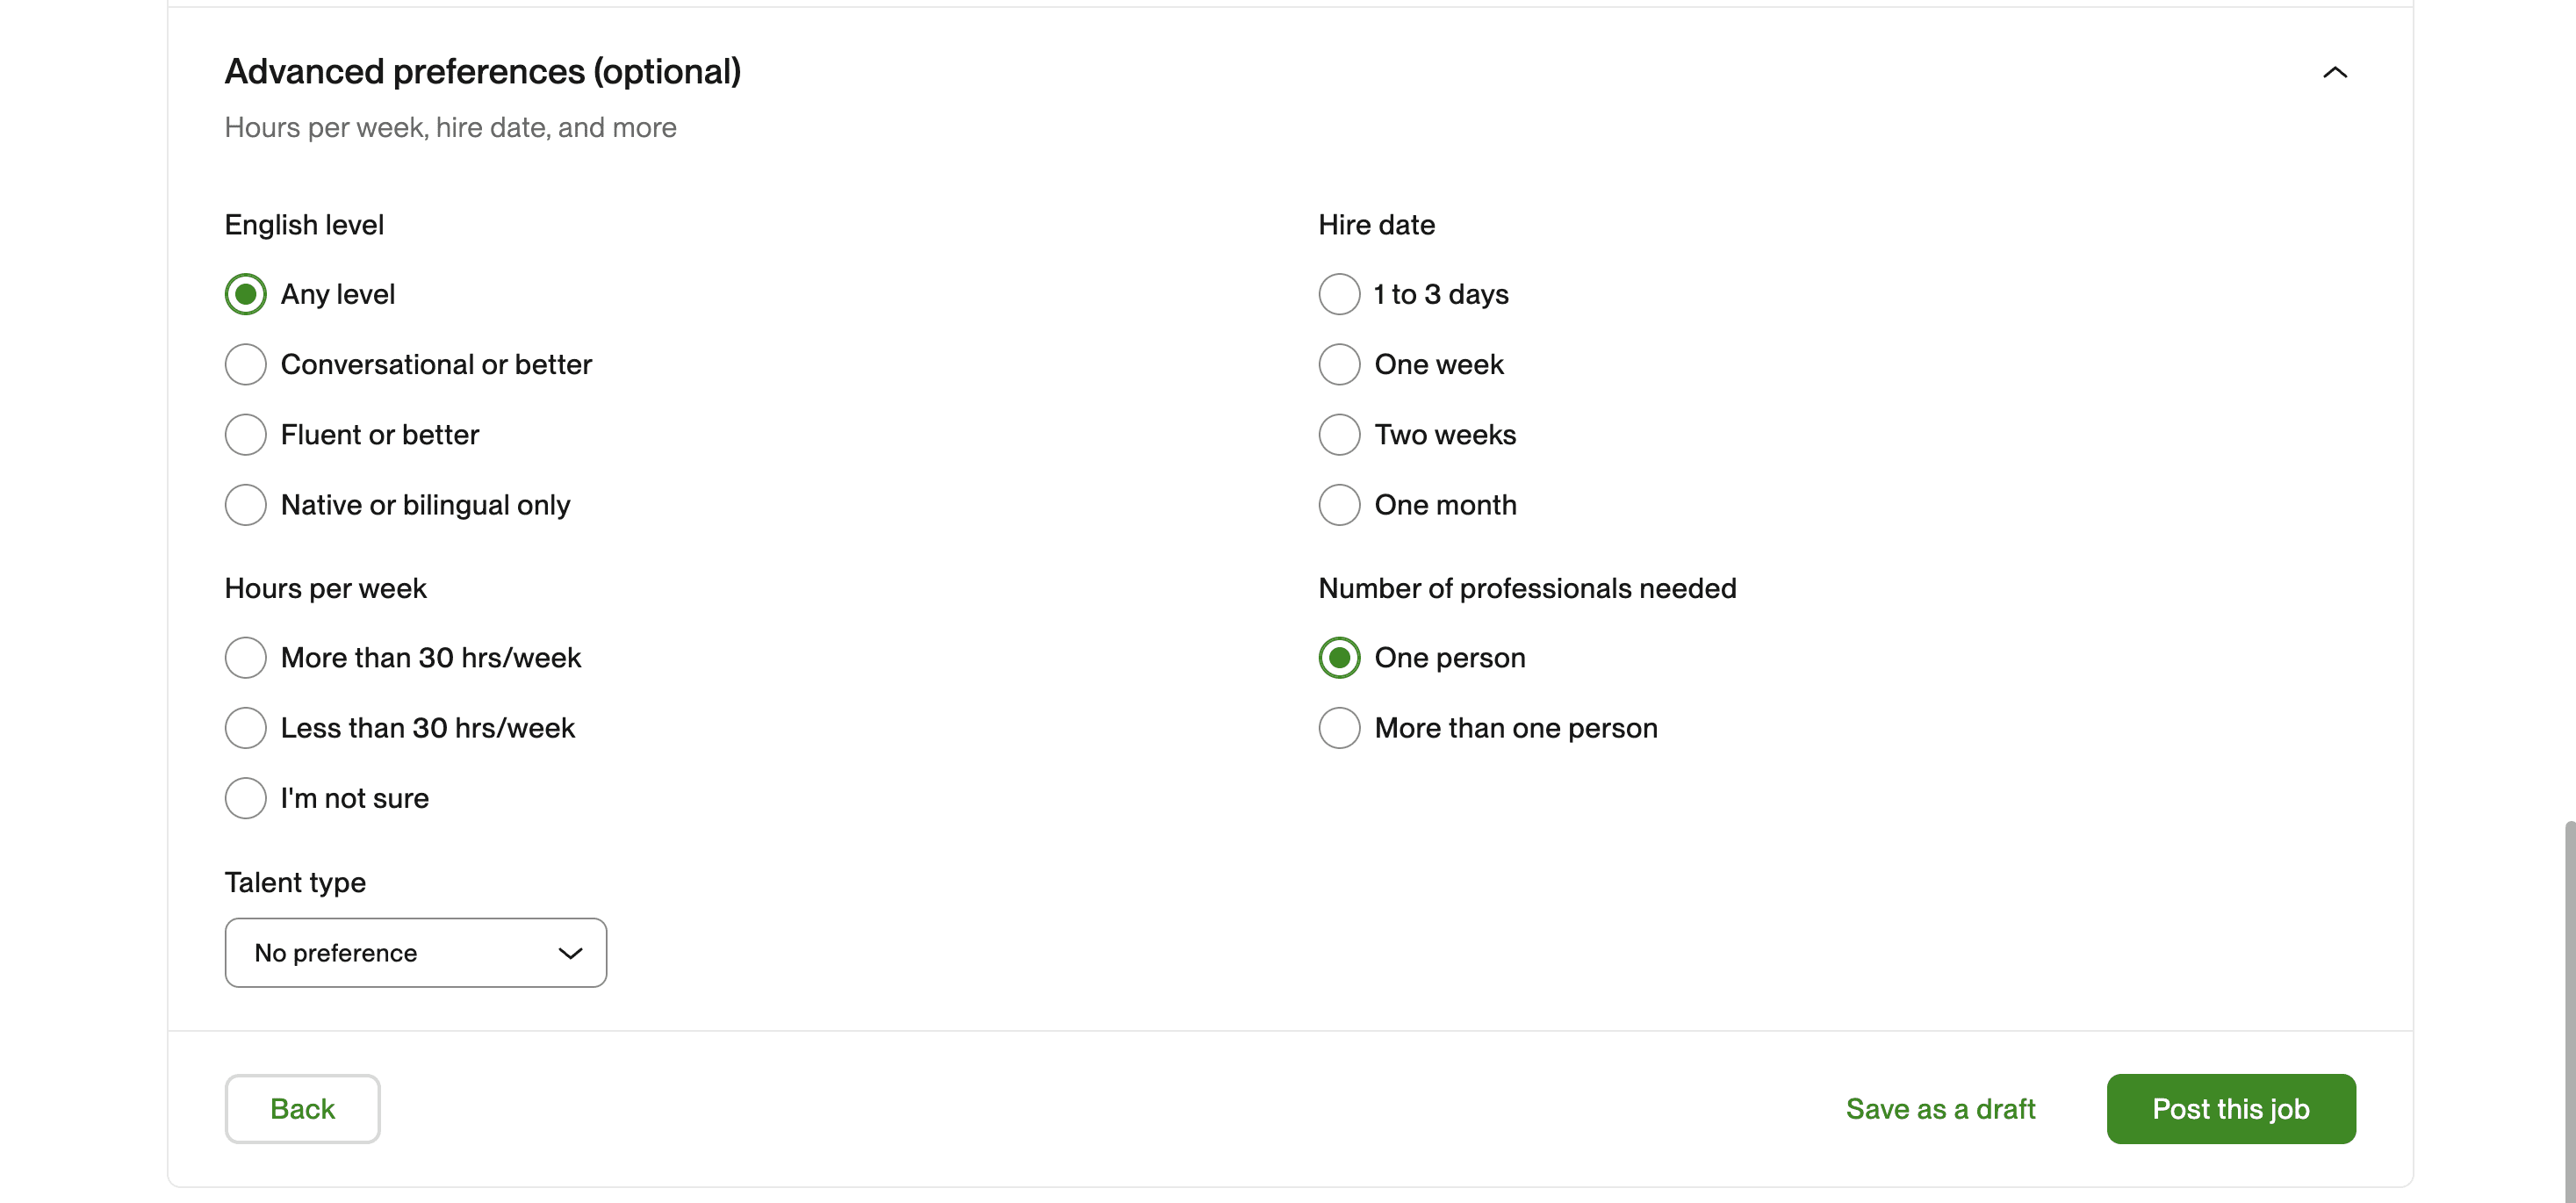 Advanced preferences (optional)
Hours per week, hire date, and more
English level
Any level
Conversational or better
Fluent or better
Native or bilingual only
Hire date
1 to 3 days
One week
Two weeks
One month
Hours per week
More than 30 hrs/week
Less than 30 hrs/week
I'm not sure
Number of professionals needed
One person
More than one person
Talent type
No preference
Back
Save as a draft
Post this job